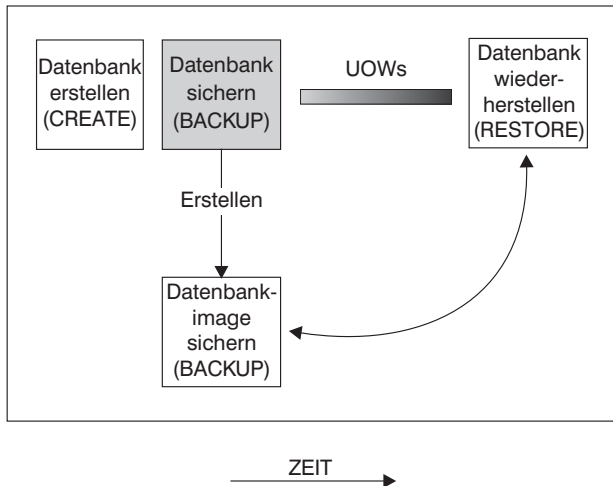 Datenbank
erstellen
(CREATE)
Datenbank
sichern
(BACKUP)
UOWs
Datenbank
wieder-
herstellen
(RESTORE)
Erstellen
Datenbank-
image
sichern
(BACKUP)
ZEIT